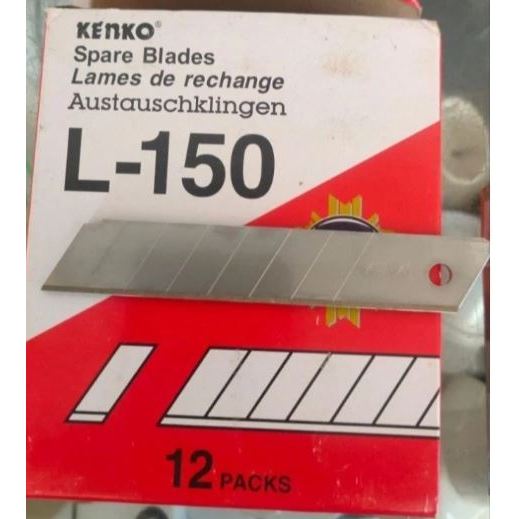 KENKO®
Spare Blades
Lames de rechange
Austauschklingen
L-150
12 PACKS